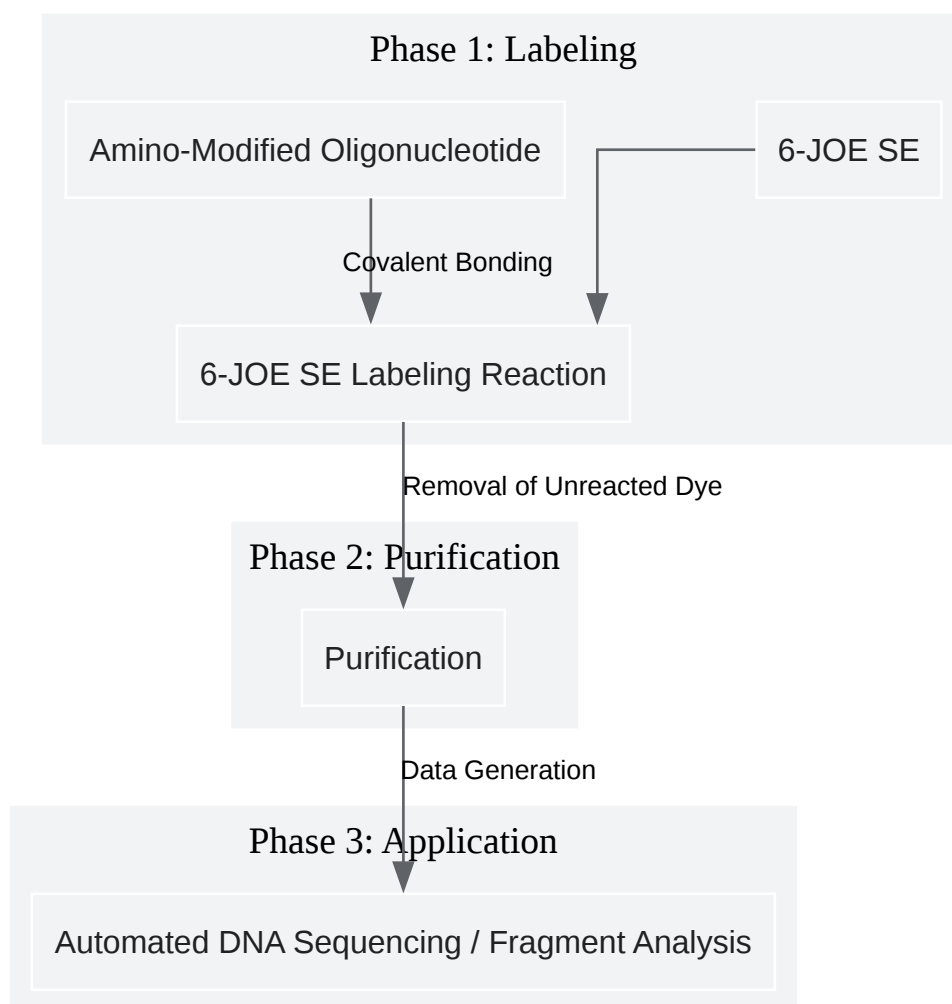 Phase 1: Labeling
Amino-Modified Oligonucleotide
6-JOE SE
Covalent Bonding
6-JOE SE Labeling Reaction
Removal of Unreacted Dye
Phase 2: Purification
Purification
Data Generation
Phase 3: Application
Automated DNA Sequencing / Fragment Analysis